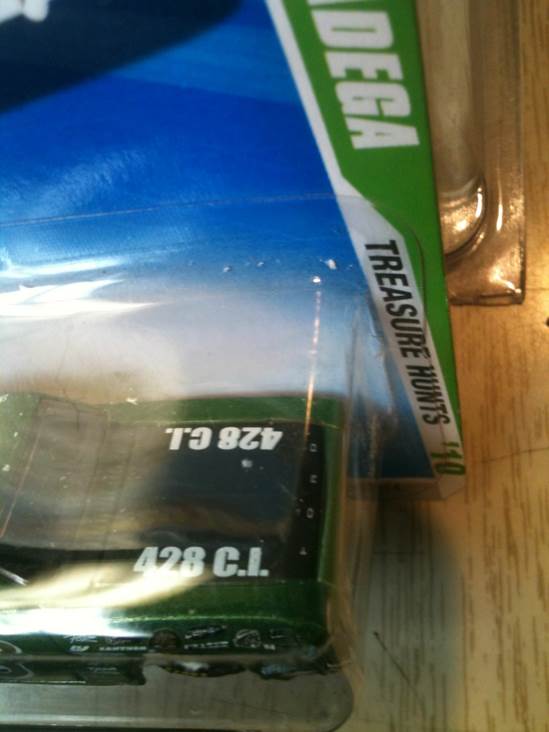 ADEGA
TREASURE HUNTS '10
428 C.I.
428 C.I.